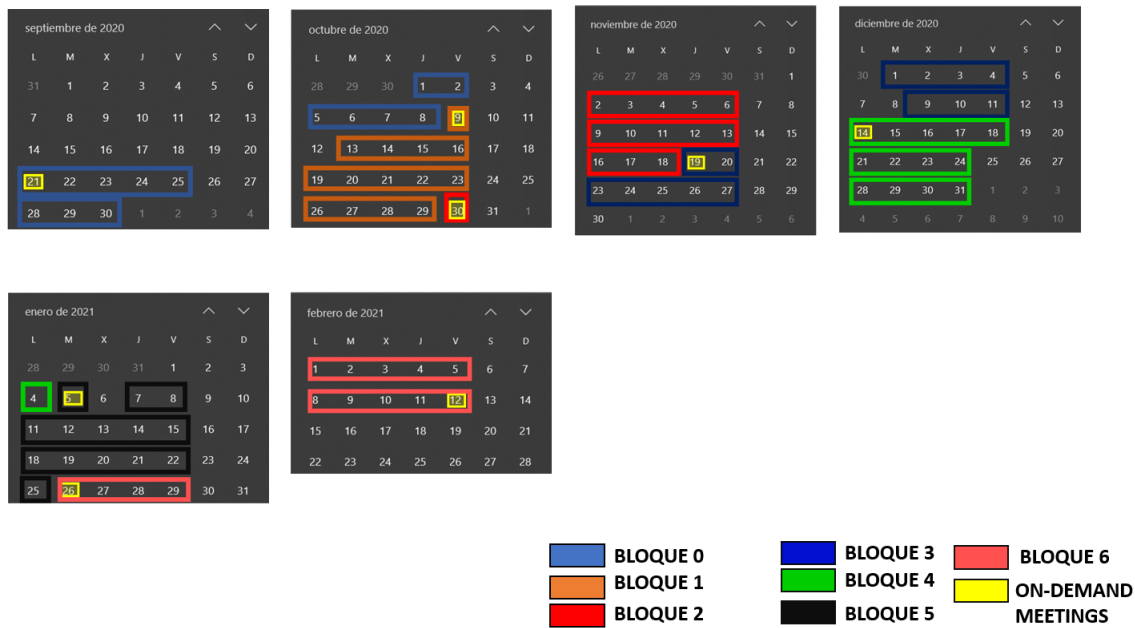 septiembre de 2020
L M X J V S D
31 1 2 3 4 5 6
7 8 9 10 11 12 13
14 15 16 17 18 19 20
21 22 23 24 25 26 27
28 29 30 1 2 3 4
octubre de 2020
L M X J V S D
28 29 30 1 2 3 4
5 6 7 8 9 10 11
12 13 14 15 16 17 18
19 20 21 22 23 24 25
26 27 28 29 30 31 1
noviembre de 2020
L M X J V S D
26 27 28 29 30 31 1
2 3 4 5 6 7 8
9 10 11 12 13 14 15
16 17 18 19 20 21 22
23 24 25 26 27 28 29
30 1 2 3 4 5 6
diciembre de 2020
L M X J V S D
30 1 2 3 4 5 6
7 8 9 10 11 12 13
14 15 16 17 18 19 20
21 22 23 24 25 26 27
28 29 30 31 1 2 3
4 5 6 7 8 9 10
enero de 2021
L M X J V S D
28 29 30 31 1 2 3
4 5 6 7 8 9 10
11 12 13 14 15 16 17
18 19 20 21 22 23 24
25 26 27 28 29 30 31
febrero de 2021
L M X J V S D
1 2 3 4 5 6 7
8 9 10 11 12 13 14
15 16 17 18 19 20 21
22 23 24 25 26 27 28
BLOQUE 0
BLOQUE 1
BLOQUE 2
BLOQUE 3
BLOQUE 4
BLOQUE 5
BLOQUE 6
ON-DEMAND
MEETINGS